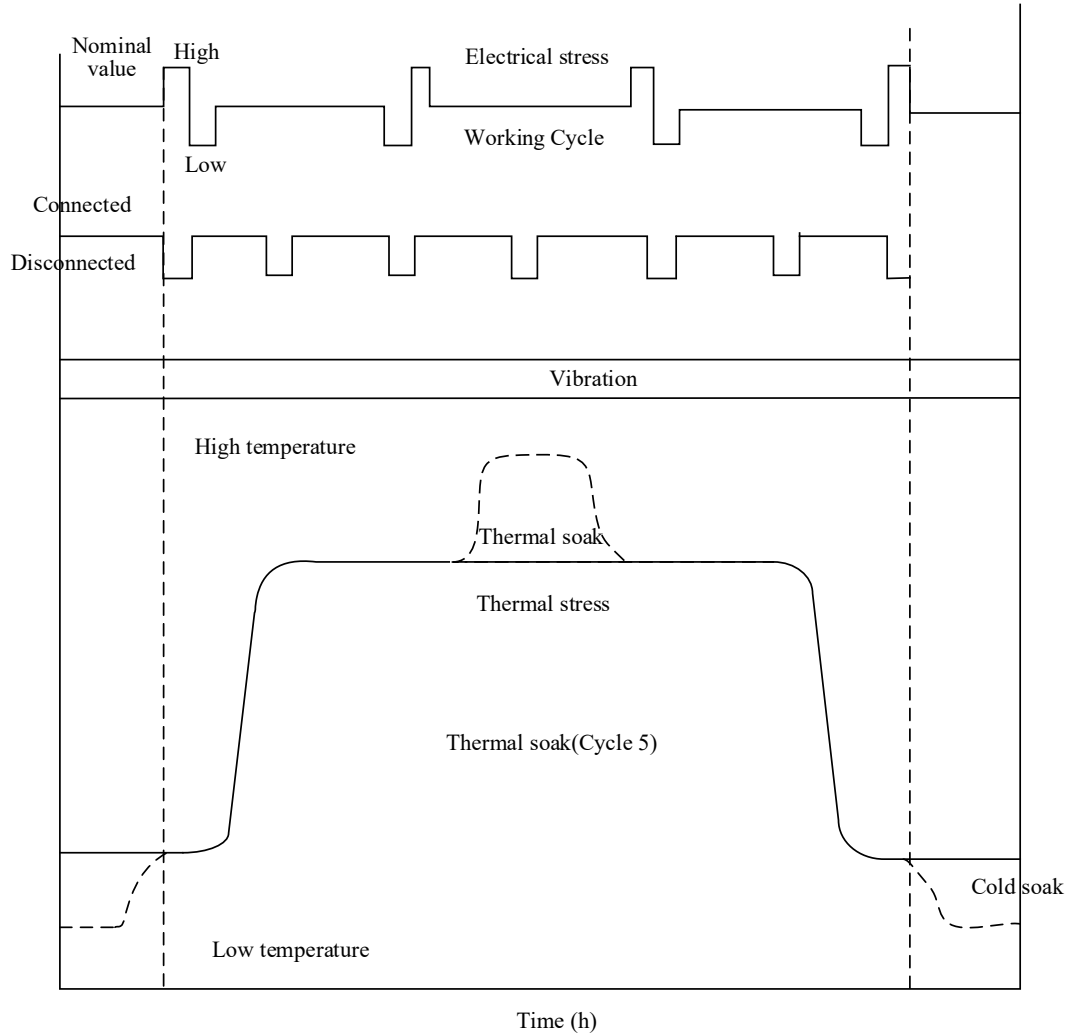 Nominal
value
High
Electrical stress
Working Cycle
Low
Connected
Disconnected
Vibration
High temperature
Thermal soak
Thermal stress
Thermal soak(Cycle 5)
Cold soak
Low temperature
Time (h)